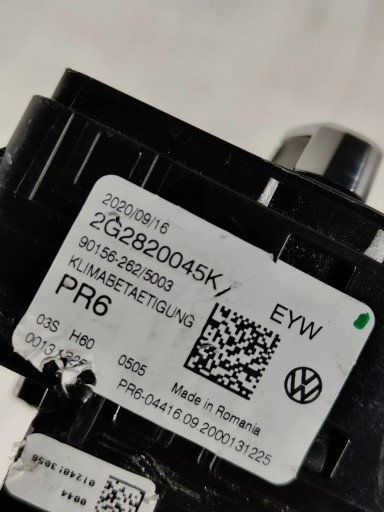 2020/09/16
2G2820045K/
90156-262/5003 EYW
KLIMABETAETIGUNG
PR6
03S H60 0505 Made in Romania
PR6-04416 09 2000131225
0044